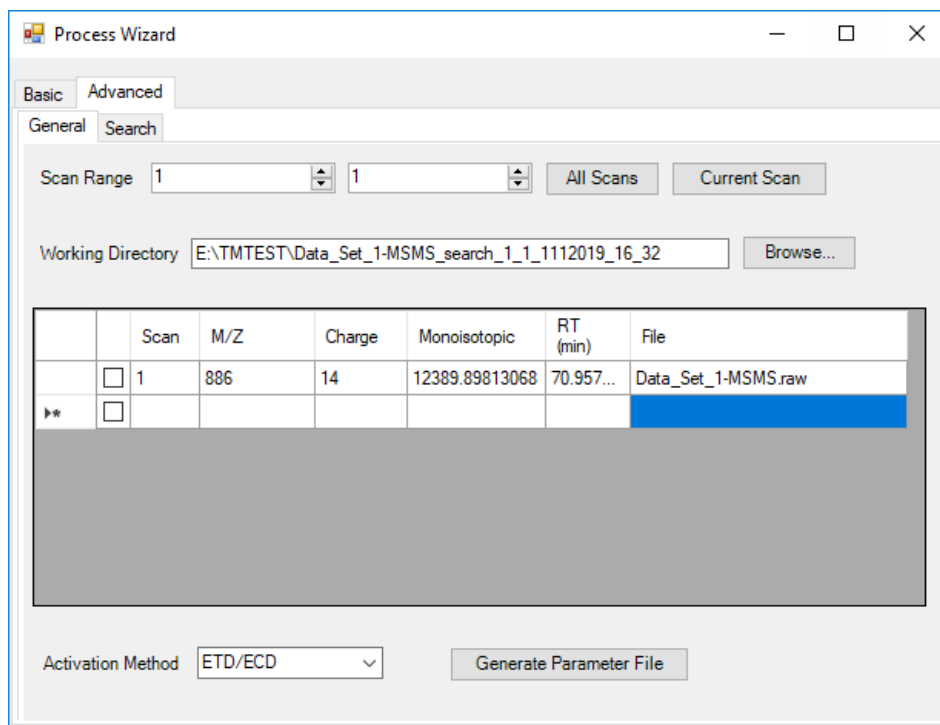 Process Wizard
Basic Advanced
General Search
Scan Range 1 1 All Scans Current Scan
Working Directory E:\TMTEST\Data_Set_1-MSMS_search_1_1_1112019_16_32 Browse...
Scan M/Z Charge Monoisotopic RT (min) File
1 886 14 12389.89813068 70.957... Data_Set_1-MSMS.raw
Activation Method ETD/ECD Generate Parameter File